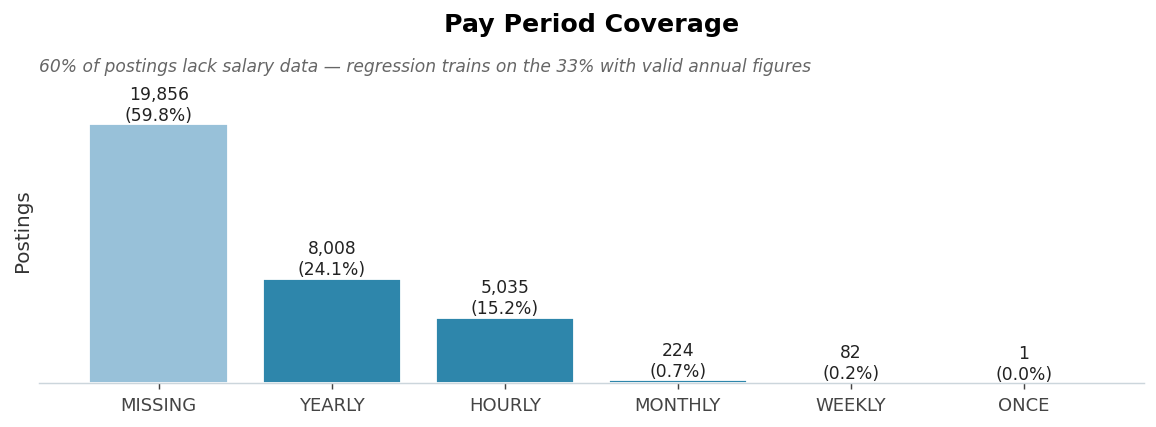 Pay Period Coverage
60% of postings lack salary data — regression trains on the 33% with valid annual figures
19,856
(59.8%)
8,008
(24.1%)
5,035
(15.2%)
224
(0.7%)
82
(0.2%)
1
(0.0%)
Postings
MISSING
YEARLY
HOURLY
MONTHLY
WEEKLY
ONCE